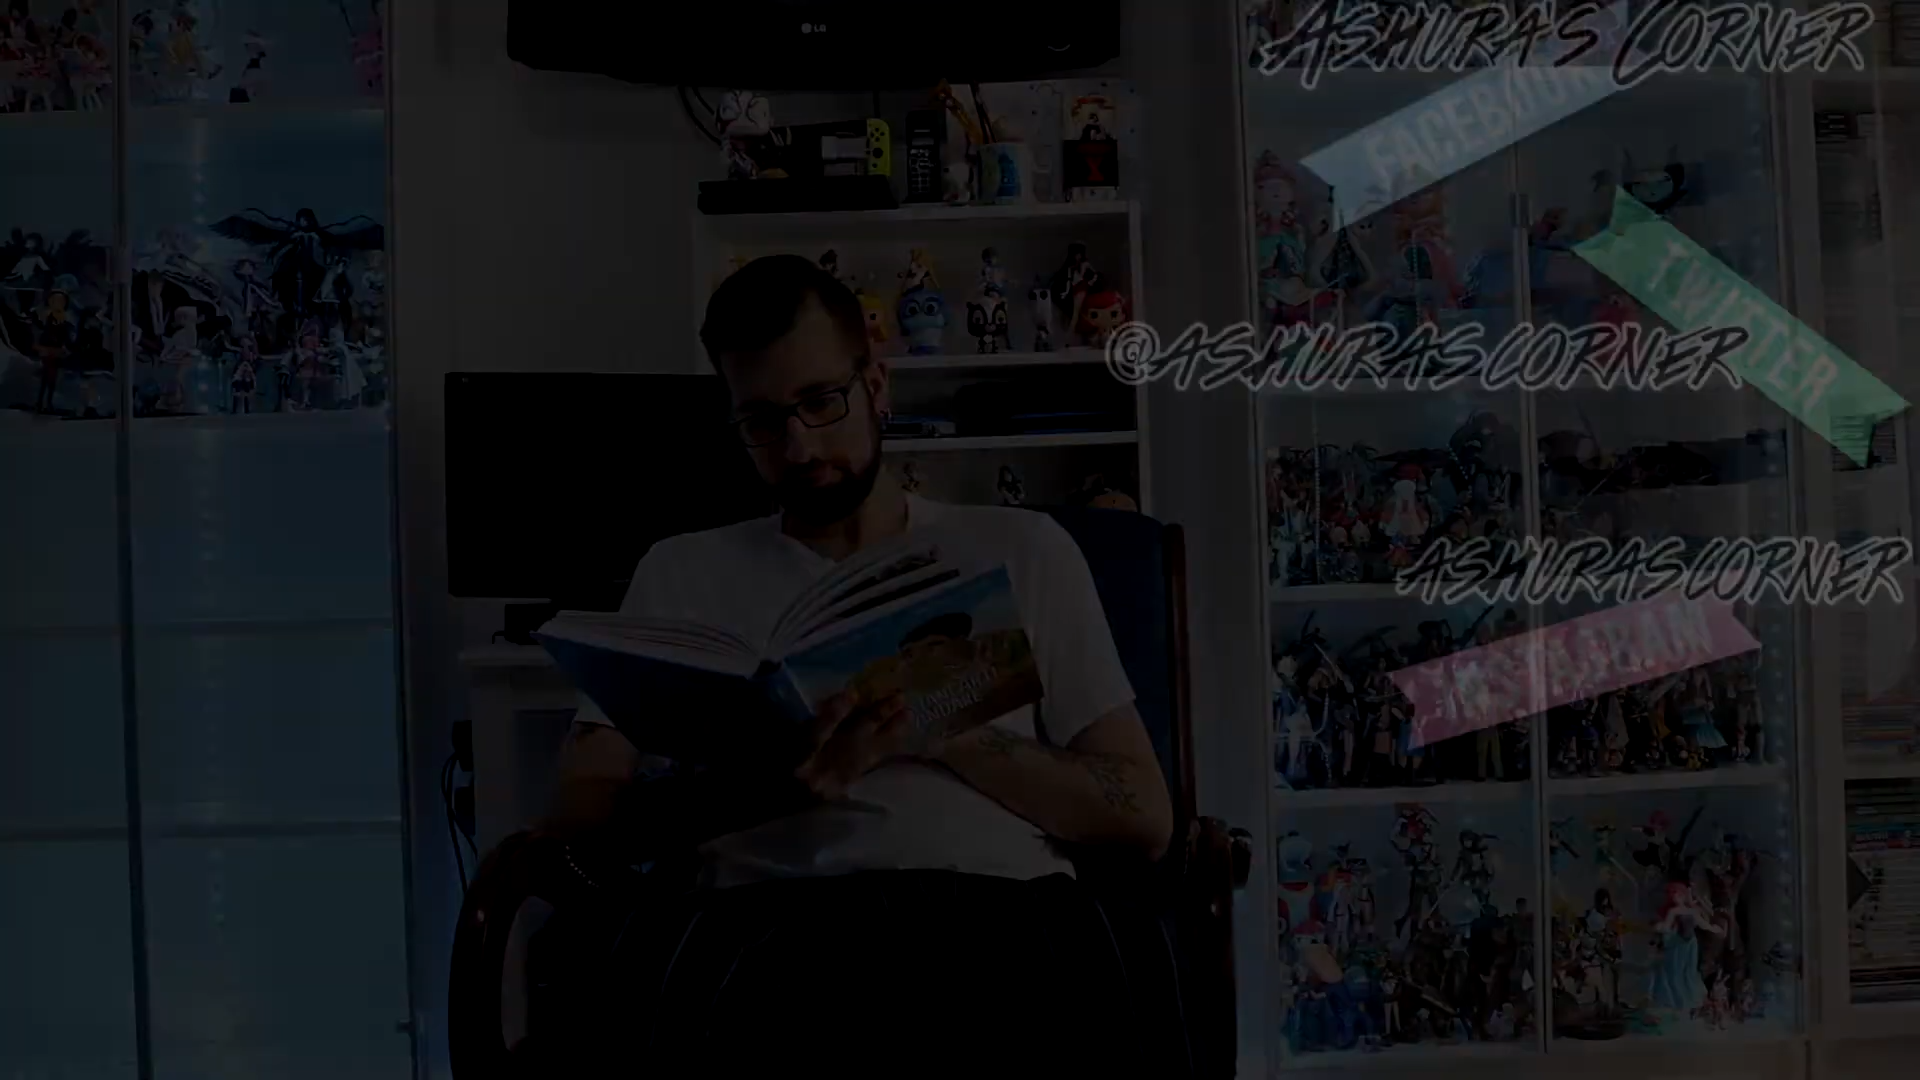 LG
ASHURA'S CORNER
FACEBOOK
TWITTER
@ASHURASCORNER
ASHURASCORNER
INSTAGRAM